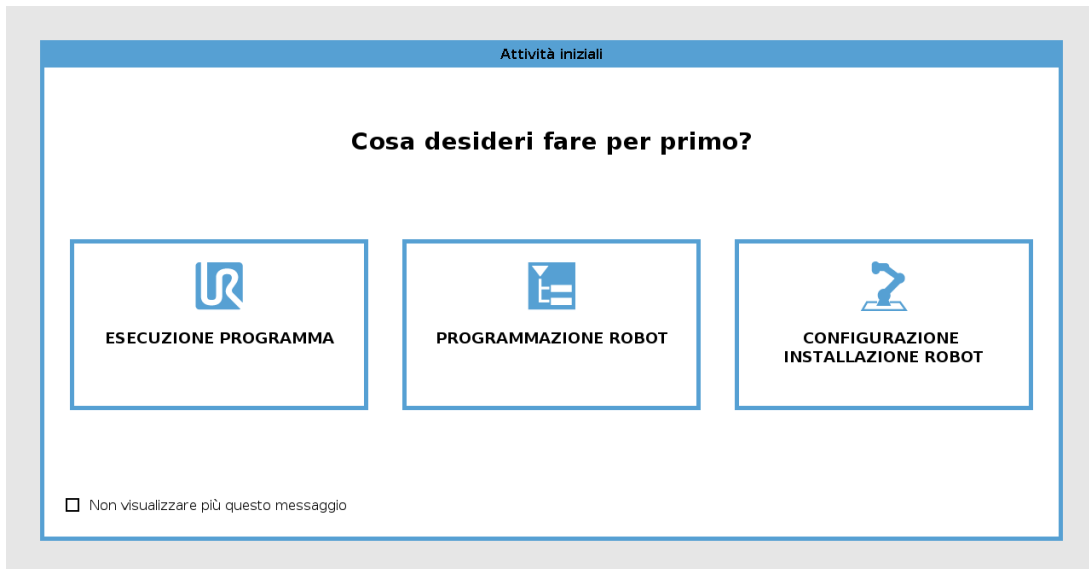 Attività iniziali
Cosa desideri fare per primo?
ESECUZIONE PROGRAMMA
PROGRAMMAZIONE ROBOT
CONFIGURAZIONE
INSTALLAZIONE ROBOT
Non visualizzare più questo messaggio